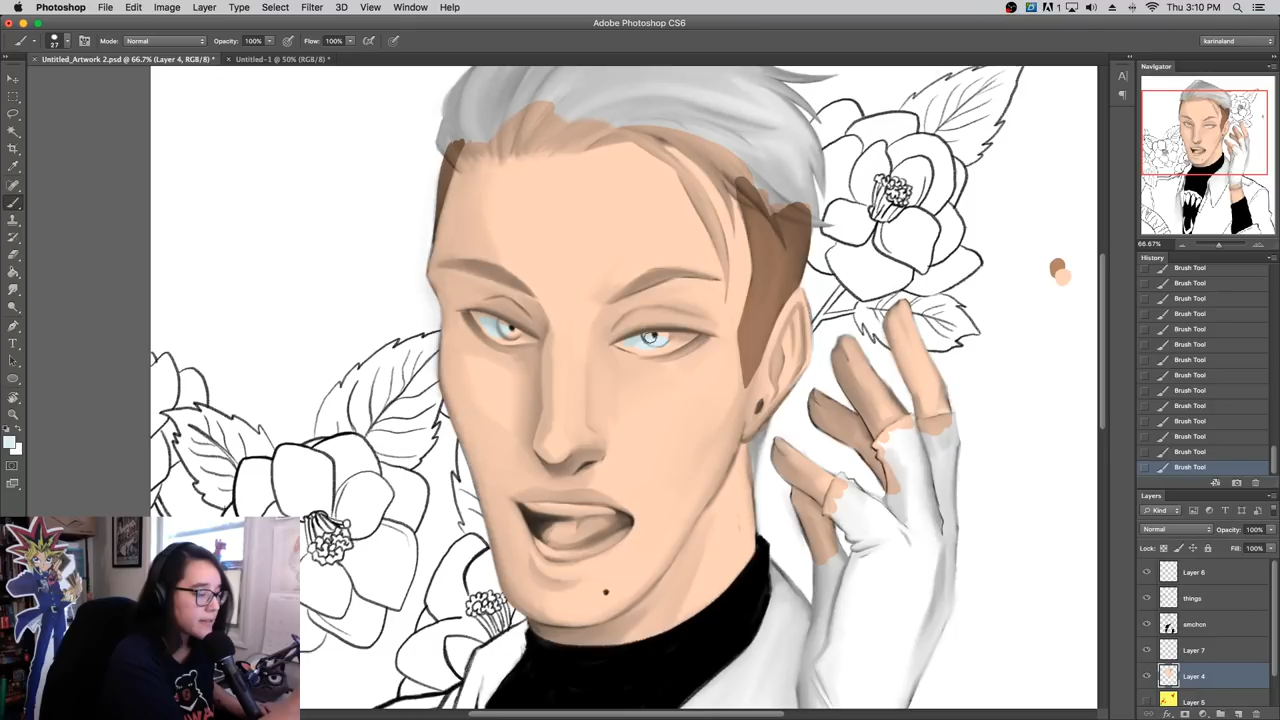 Photoshop File Edit Image Layer Type Select Filter 3D View Window Help
1 Thu 3:10 PM
Adobe Photoshop CS6
27 Mode: Normal Opacity: 100% Flow: 100% karinaland
Untitled_Artwork 2.psd @ 66.7% (Layer 4, RGB/8) * Untitled-1 @ 50% (RGB/8) *
Navigator
66.67%
History
Brush Tool
Brush Tool
Brush Tool
Brush Tool
Brush Tool
Brush Tool
Brush Tool
Brush Tool
Brush Tool
Brush Tool
Brush Tool
Brush Tool
Brush Tool
Brush Tool
Layers
Kind
Normal Opacity: 100%
Lock: Fill: 100%
Layer 6
things
smchcn
Layer 7
Layer 4
Layer 5